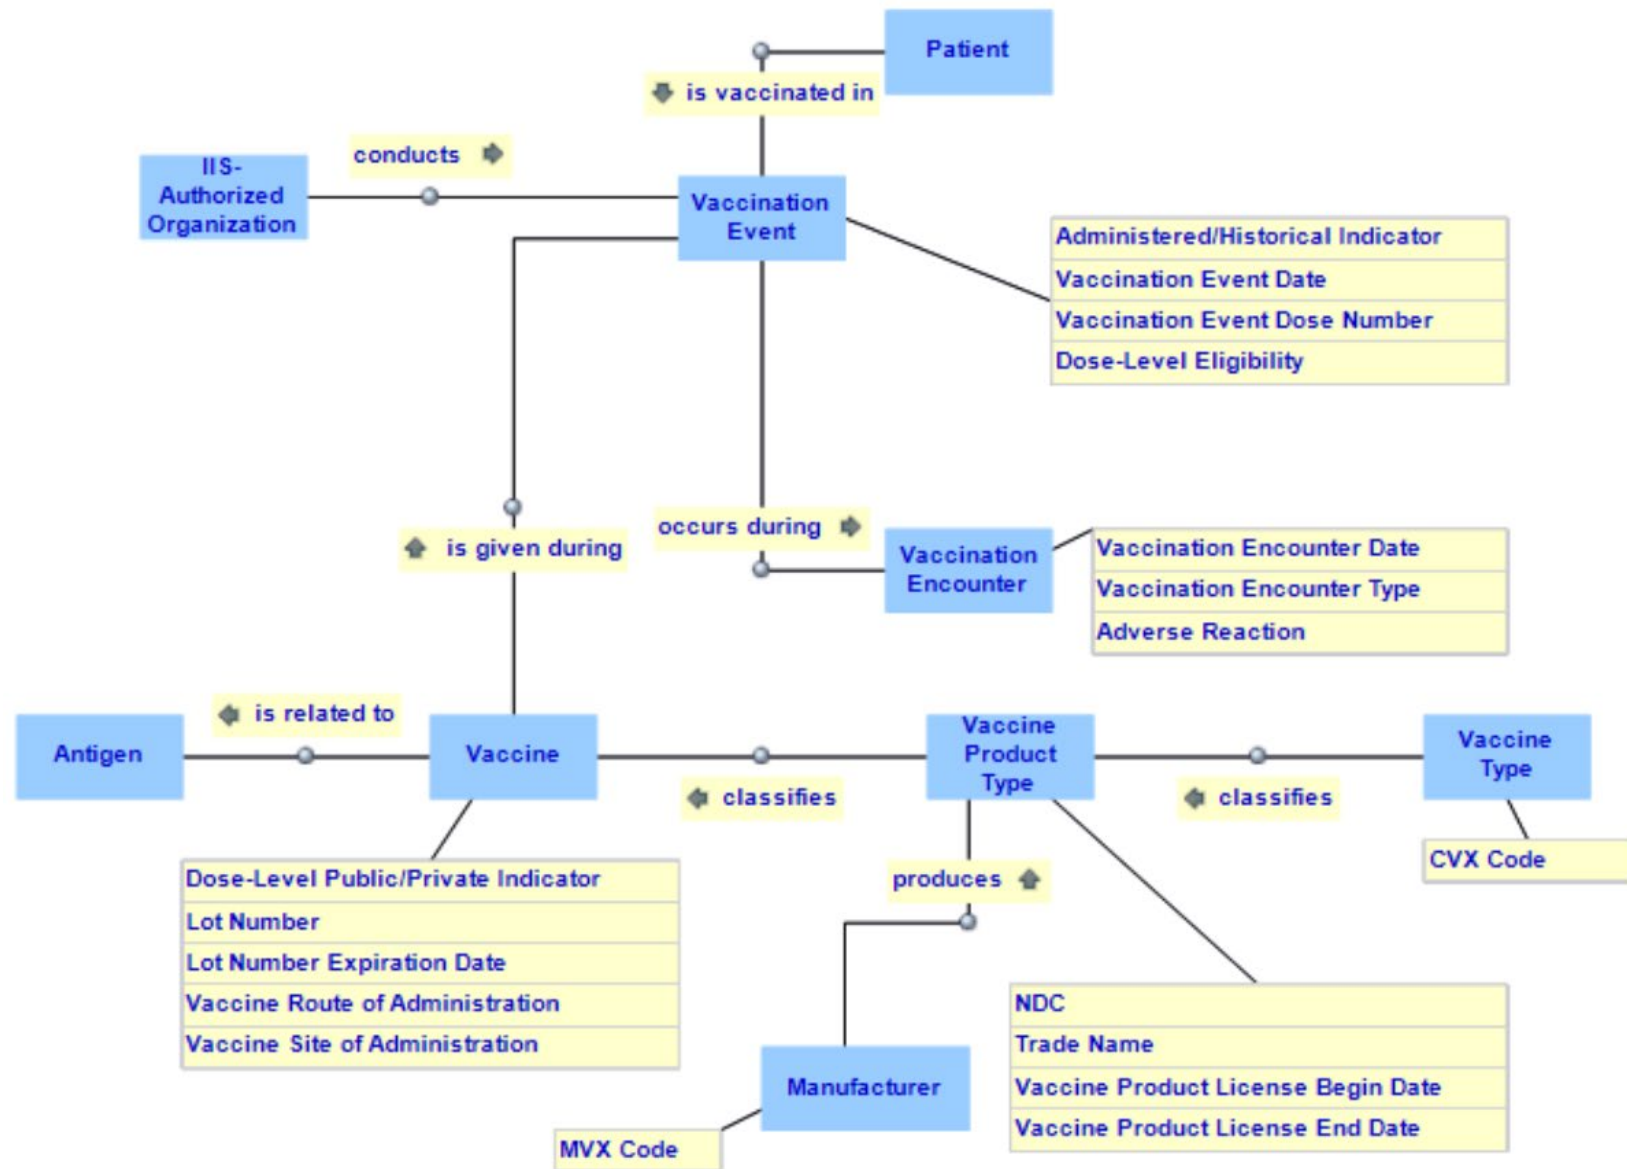 Patient
is vaccinated in
conducts
IIS-
Authorized
Organization
Vaccination
Event
Administered/Historical Indicator
Vaccination Event Date
Vaccination Event Dose Number
Dose-Level Eligibility
occurs during
is given during
Vaccination
Encounter
Vaccination Encounter Date
Vaccination Encounter Type
Adverse Reaction
is related to
Antigen
Vaccine
Vaccine
Product
Type
Vaccine
Type
classifies
classifies
Dose-Level Public/Private Indicator
Lot Number
Lot Number Expiration Date
Vaccine Route of Administration
Vaccine Site of Administration
produces
CVX Code
NDC
Trade Name
Vaccine Product License Begin Date
Vaccine Product License End Date
Manufacturer
MVX Code